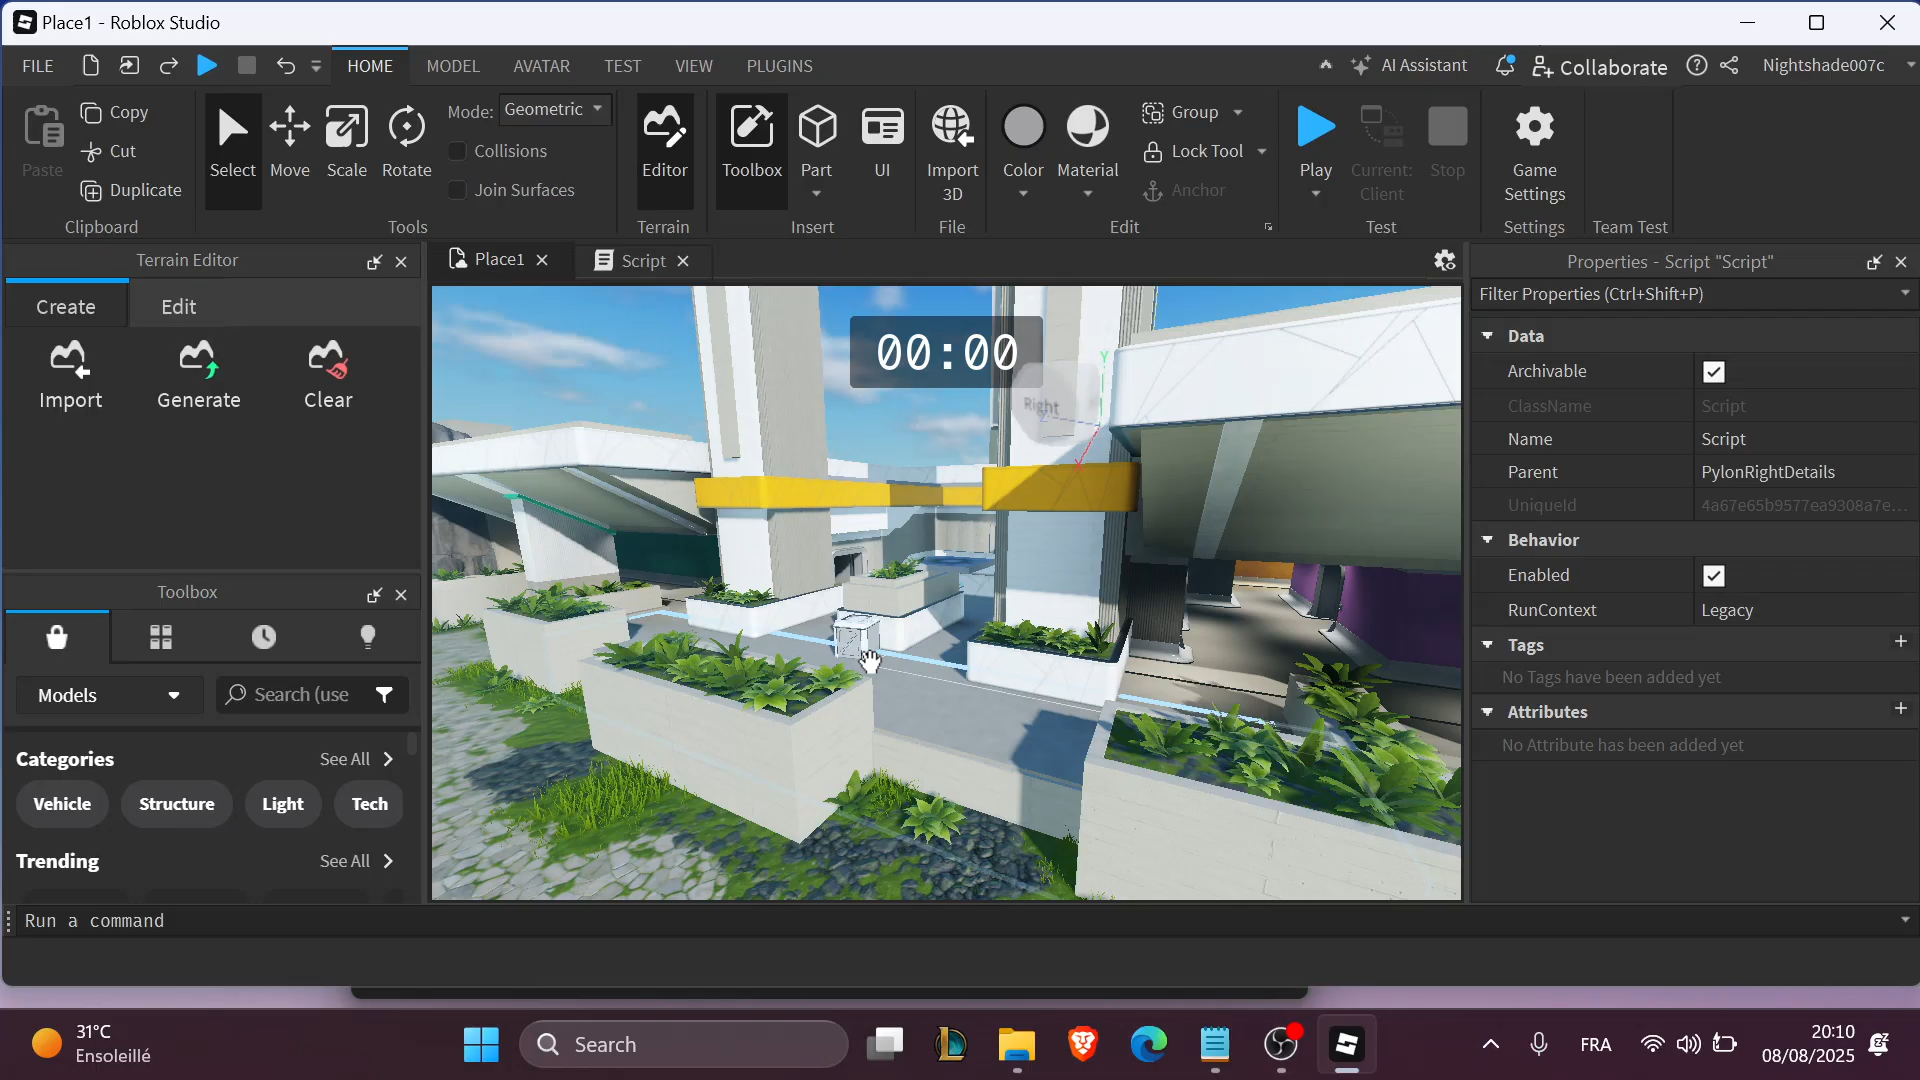 Place1 - Roblox Studio
FILE
HOME
MODEL
AVATAR
TEST
VIEW
PLUGINS
AI Assistant
Collaborate
Nightshade007c
Paste
Copy
Cut
Duplicate
Clipboard
Select
Move
Scale
Rotate
Mode: Geometric
Collisions
Join Surfaces
Tools
Editor
Terrain
Toolbox
Part
UI
Insert
Import
3D
File
Color
Material
Group
Lock Tool
Anchor
Edit
Play
Current:
Client
Stop
Test
Game
Settings
Settings
Team Test
Terrain Editor
Create
Edit
Import
Generate
Clear
Toolbox
Models
Search (use
Categories
See All
Vehicle
Structure
Light
Tech
Trending
See All
Place1
Script
00:00
Right
Y
Z
X
Properties - Script "Script"
Filter Properties (Ctrl+Shift+P)
Data
Archivable
ClassName Script
Name Script
Parent PylonRightDetails
UniqueId 4a67e65b9577ea9308a7e...
Behavior
Enabled
RunContext Legacy
Tags
No Tags have been added yet
Attributes
No Attribute has been added yet
Run a command
31°C
Ensoleillé
Search
FRA
20:10
08/08/2025